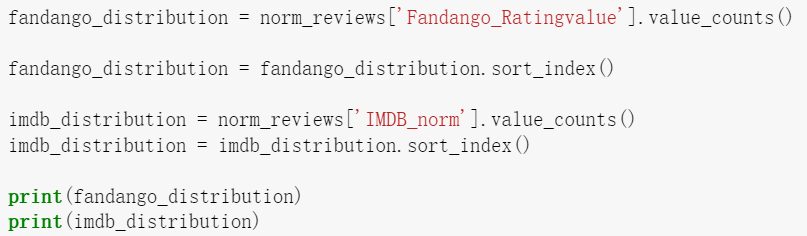 fandango_distribution = norm_reviews['Fandango_Ratingvalue'].value_counts()
fandango_distribution = fandango_distribution.sort_index()
imdb_distribution = norm_reviews['IMDB_norm'].value_counts()
imdb_distribution = imdb_distribution.sort_index()
print(fandango_distribution)
print(imdb_distribution)